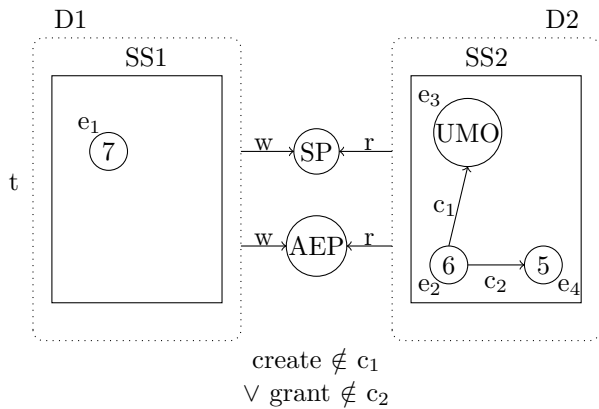 D1
D2
SS1
SS2
e₁
7
t
w
SP
r
w
AEP
r
e₃
UMO
c₁
6
e₂
c₂
5
e₄
create ∉ c₁
∨ grant ∉ c₂